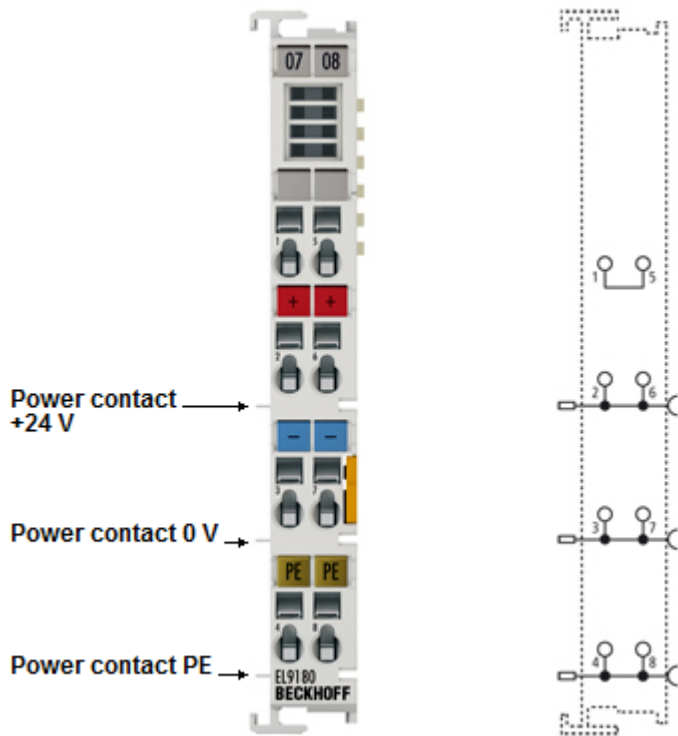 07 08
1 5
+ +
2 6
Power contact
+24 V
- -
3 7
Power contact 0 V
PE PE
4 8
Power contact PE
EL9180
BECKHOFF
1 5
2 6
3 7
4 8